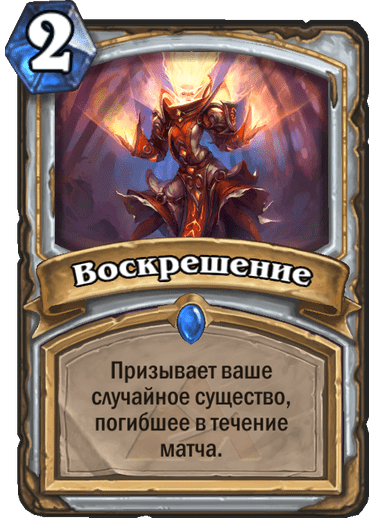 2
Воскрешение
Призывает ваше
случайное существо,
погибшее в течение
матча.